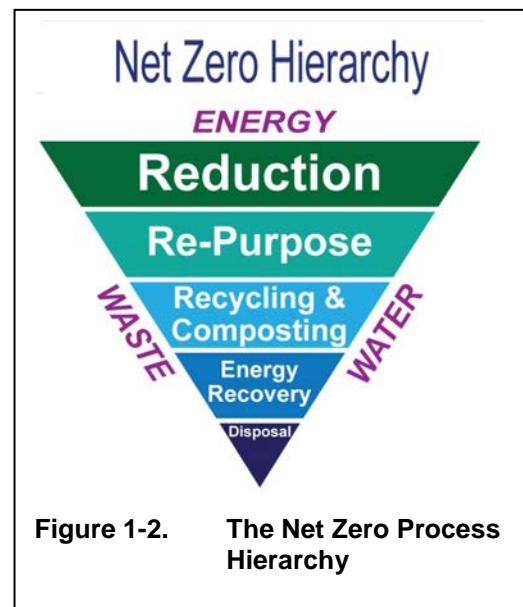 Net Zero Hierarchy
ENERGY
Reduction
Re-Purpose
Recycling &
Composting
Energy
Recovery
Disposal
WASTE
WATER
Figure 1-2. The Net Zero Process
Hierarchy